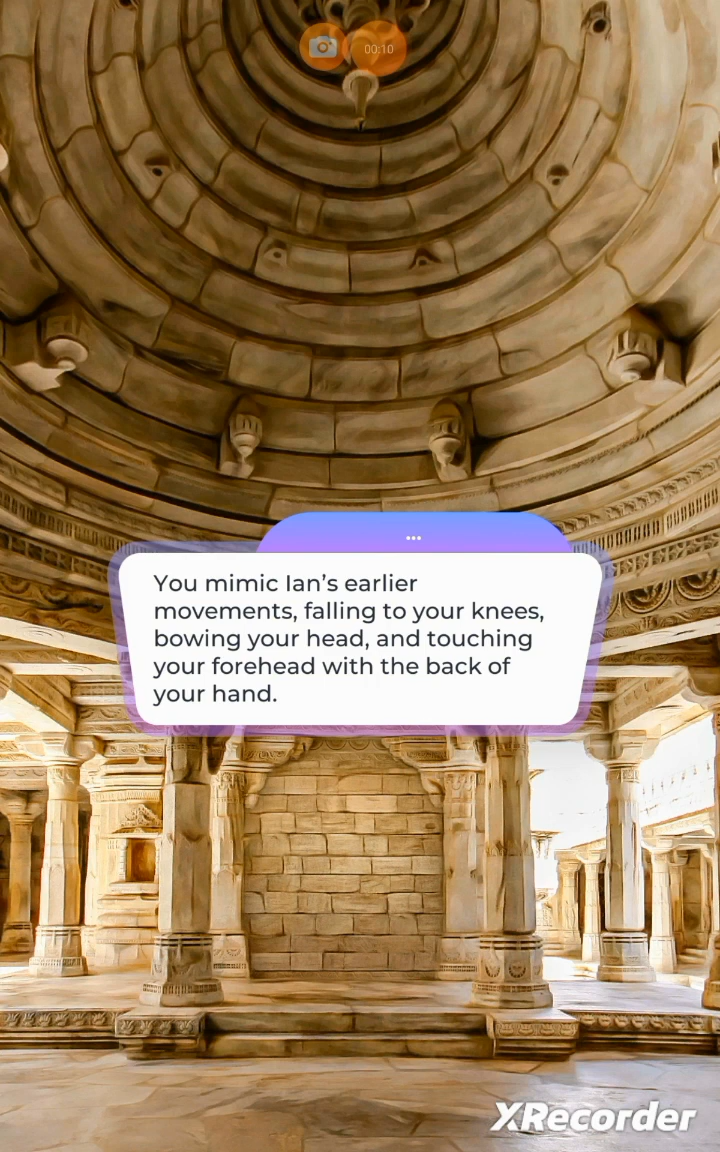 00:10
...
You mimic Ian's earlier
movements, falling to your knees,
bowing your head, and touching
your forehead with the back of
your hand.
XRecorder